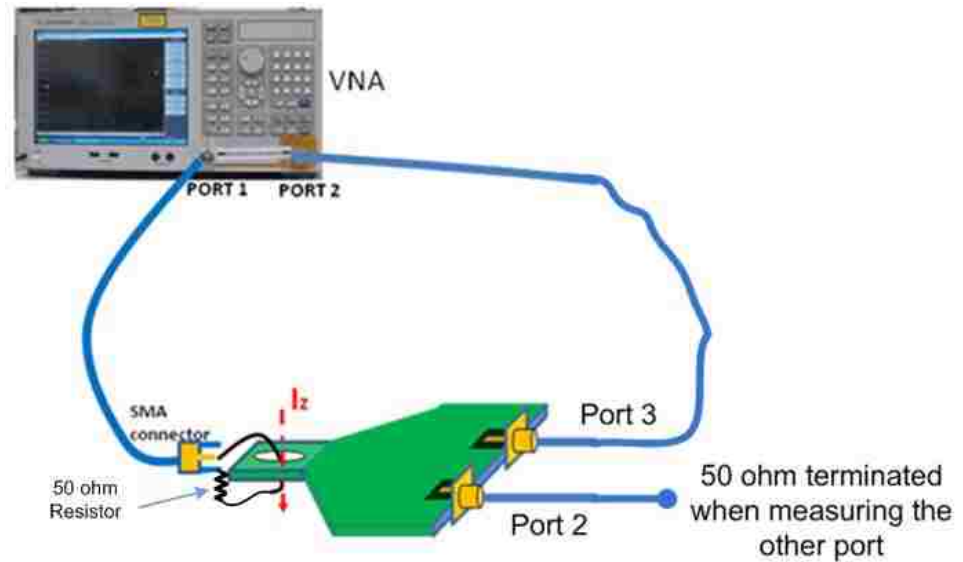 VNA
PORT 1
PORT 2
Iz
SMA
connector
Port 3
50 ohm
Resistor
Port 2
50 ohm terminated
when measuring the
other port